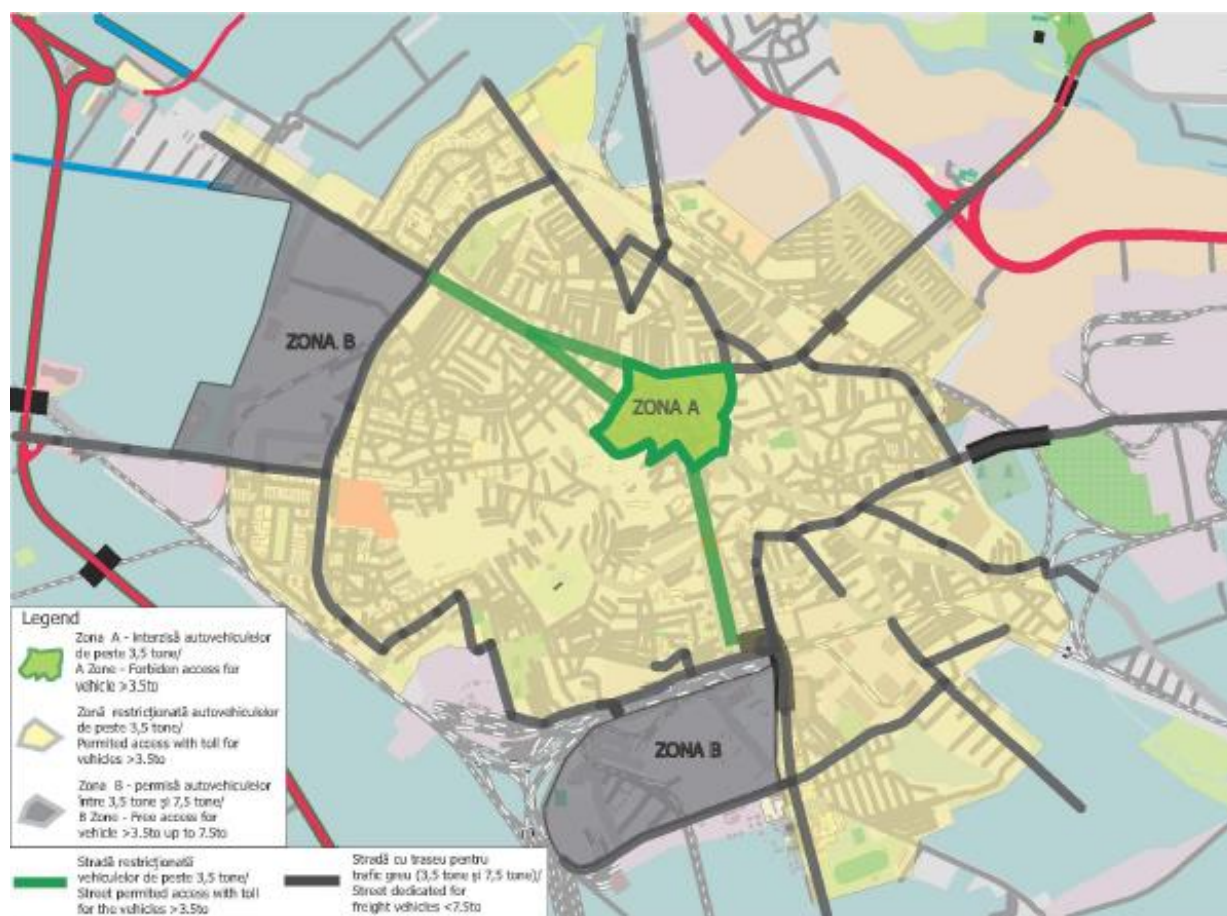 ZONA B
ZONA A
ZONA B
Legend
Zona A - Interzisă autovehiculelor
de peste 3,5 tone/
A Zone - Forbiden access for
vehicle >3.5to
Zonă restricționată autovehiculelor
de peste 3,5 tone/
Permited access with toll for
vehicles >3.5to
Zona B - permisă autovehiculelor
între 3,5 tone și 7,5 tone/
B Zone - Free access for
vehicle >3.5to up to 7.5to
Stradă restricționată
vehiculelor de peste 3,5 tone/
Street permited access with toll
for the vehicles >3.5to
Stradă cu traseu pentru
trafic greu (3,5 tone și 7,5 tone)/
Street dedicated for
freight vehicles <7.5to